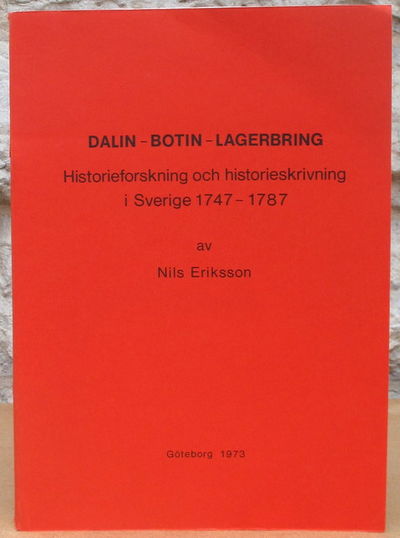 DALIN – BOTIN – LAGERBRING
Historieforskning och historieskrivning
i Sverige 1747 – 1787
av
Nils Eriksson
Göteborg 1973